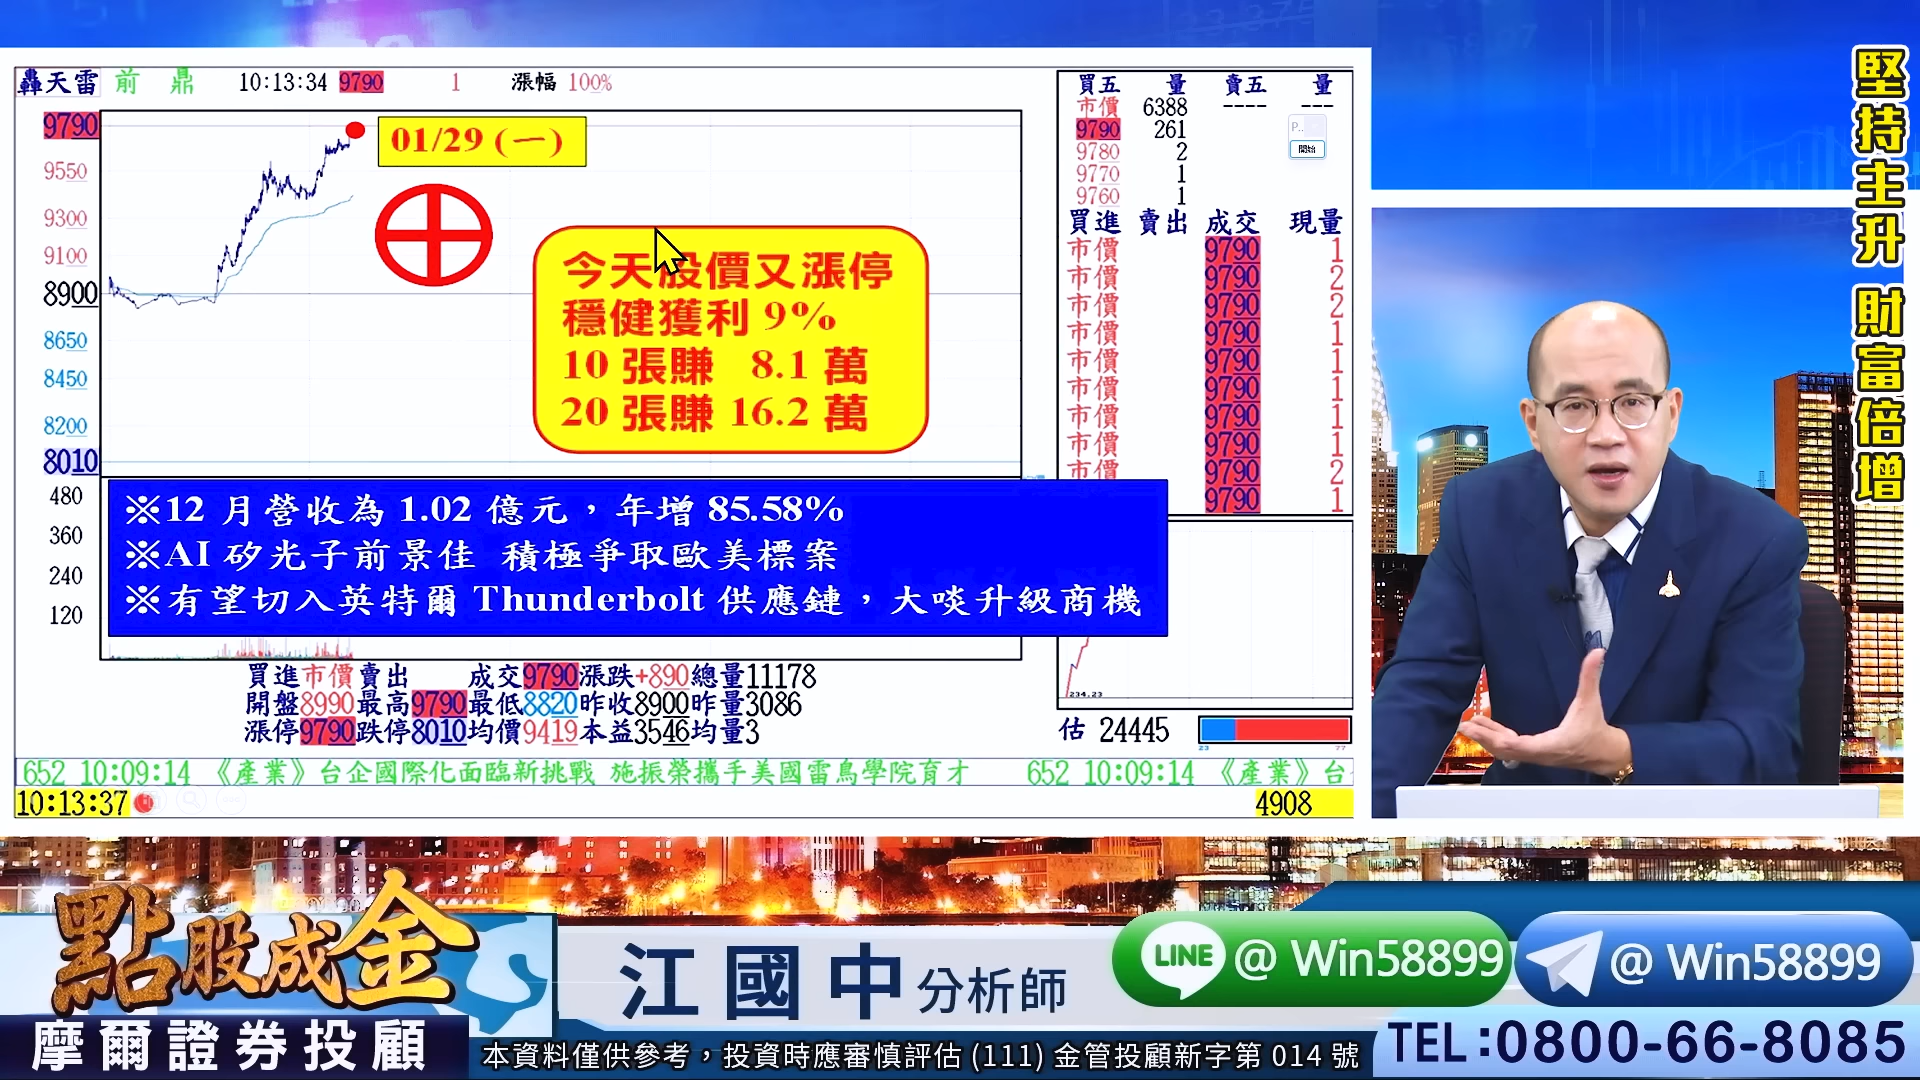 轟天雷 前 鼎 10:13:34 9790 1 漲幅 100%
9790
9550
9300
9100
8900
8650
8450
8200
8010
480
360
240
120
01/29 (一)
今天股價又漲停
穩健獲利 9%
10 張賺 8.1 萬
20 張賺 16.2 萬
※12 月營收為 1.02 億元，年增 85.58%
※AI 矽光子前景佳 積極爭取歐美標案
※有望切入英特爾 Thunderbolt 供應鏈，大啖升級商機
買五 量 賣五 量
市價 6388 ---- ---
9790 261
9780 2
9770 1
9760 1
P..
開始
買進 賣出 成交 現量
市價 9790 1
市價 9790 2
市價 9790 2
市價 9790 1
市價 9790 1
市價 9790 1
市價 9790 1
市價 9790 1
市價 9790 2
9790 1
234.23
估 24445
23 77
買進市價賣出 成交9790漲跌+890總量11178
開盤8990最高9790最低8820昨收8900昨量3086
漲停9790跌停8010均價9419本益3546均量3
652 10:09:14 《產業》台企國際化面臨新挑戰 施振榮攜手美國雷鳥學院育才 652 10:09:14 《產業》台
10:13:37 4908
堅持主升 財富倍增
點股成金
摩爾證券投顧
江國中 分析師
LINE @ Win58899
@ Win58899
TEL:0800-66-8085
本資料僅供參考，投資時應審慎評估 (111) 金管投顧新字第 014 號